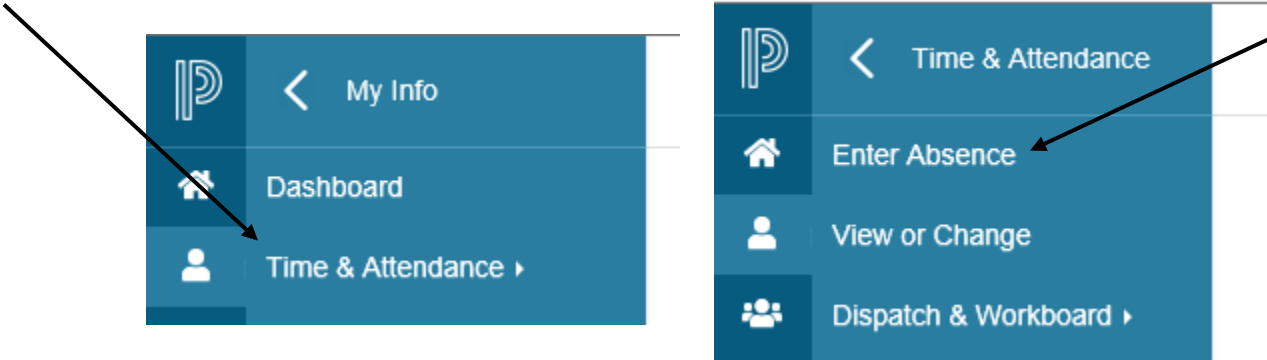 My Info
Dashboard
Time & Attendance
Time & Attendance
Enter Absence
View or Change
Dispatch & Workboard